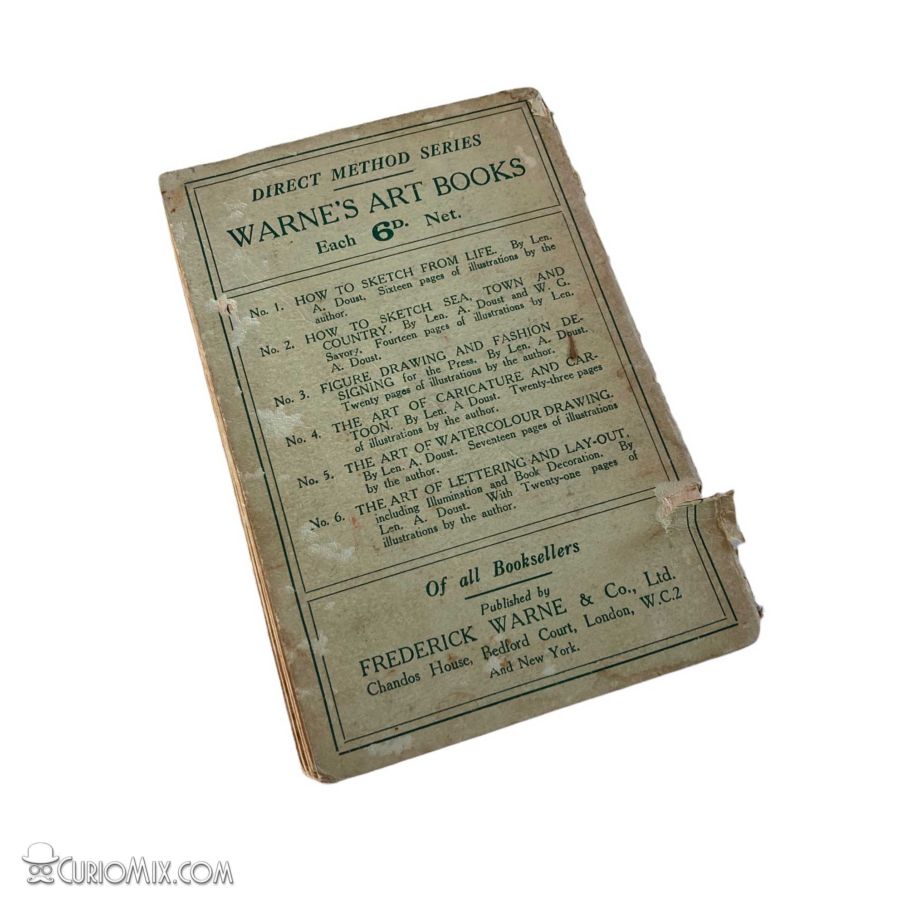 DIRECT METHOD SERIES
WARNE'S ART BOOKS
Each 6D. Net.
No. 1. HOW TO SKETCH FROM LIFE. By Len.
A. Doust. Sixteen pages of illustrations by the
author.
No. 2. HOW TO SKETCH SEA, TOWN AND
COUNTRY. By Len. A. Doust and W. G.
Savory. Fourteen pages of illustrations by Len.
A. Doust.
No. 3. FIGURE DRAWING AND FASHION DE-
SIGNING for the Press. By Len. A. Doust.
Twenty pages of illustrations by the author.
No. 4. THE ART OF CARICATURE AND CAR-
TOON. By Len. A Doust. Twenty-three pages
of illustrations by the author.
No. 5. THE ART OF WATERCOLOUR DRAWING.
By Len. A. Doust. Seventeen pages of illustrations
by the author.
No. 6. THE ART OF LETTERING AND LAY-OUT,
including Illumination and Book Decoration. By
Len. A. Doust. With Twenty-one pages of
illustrations by the author.
Of all Booksellers
Published by
FREDERICK WARNE & Co., Ltd.
Chandos House, Bedford Court, London, W.C.2
And New York.
CURIOMIX.COM